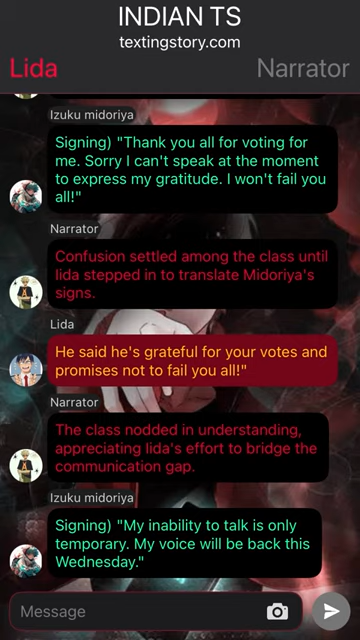 INDIAN TS
textingstory.com
Lida
Narrator
Izuku midoriya
Signing) "Thank you all for voting for
me. Sorry I can't speak at the moment
to express my gratitude. I won't fail you
all!"
Narrator
Confusion settled among the class until
Iida stepped in to translate Midoriya's
signs.
Lida
He said he's grateful for your votes and
promises not to fail you all!"
Narrator
The class nodded in understanding,
appreciating Iida's effort to bridge the
communication gap.
Izuku midoriya
Signing) "My inability to talk is only
temporary. My voice will be back this
Wednesday."
Message